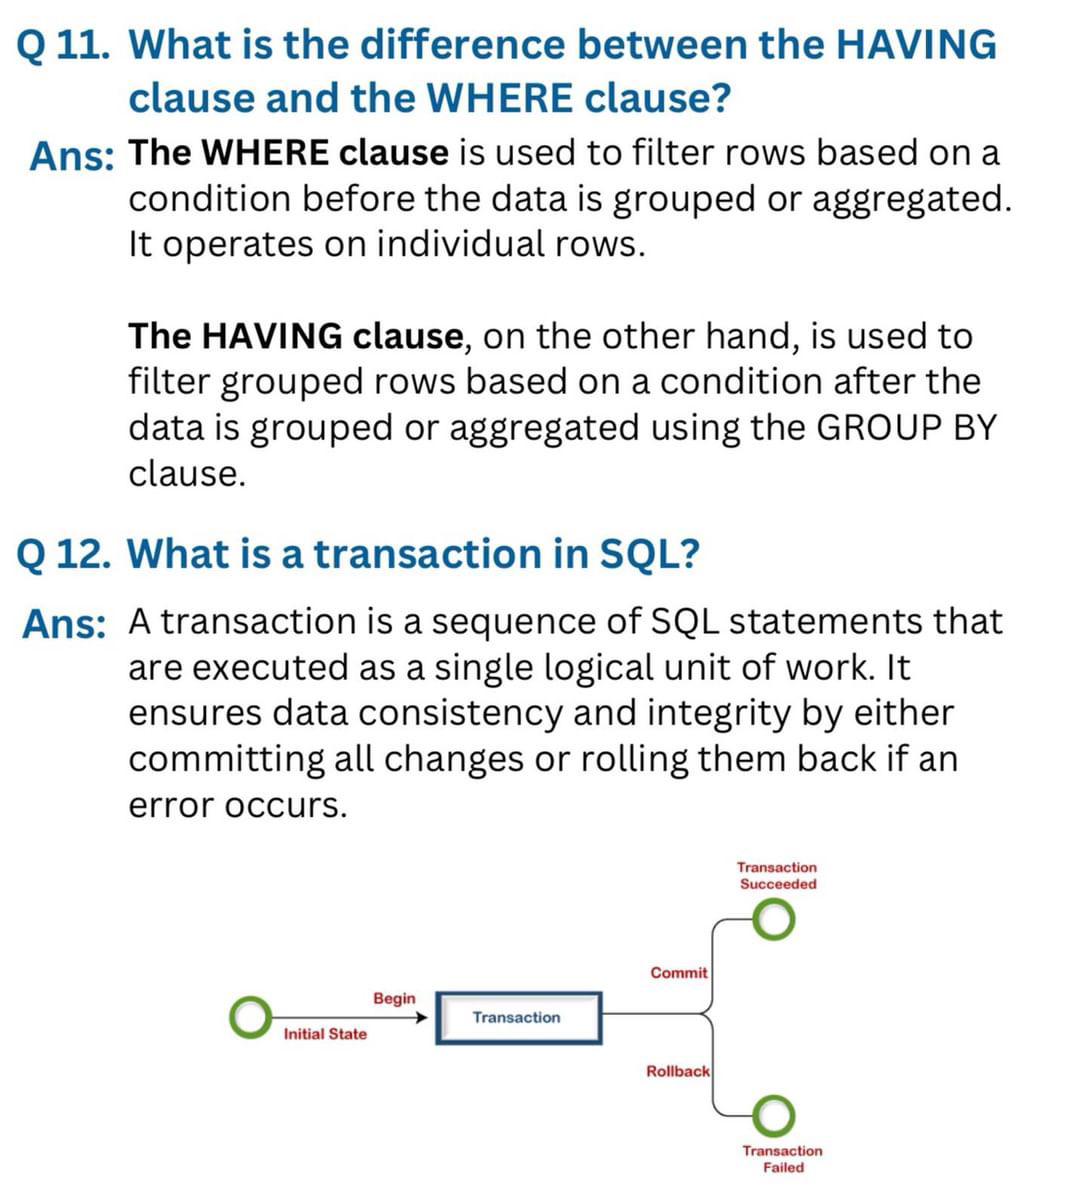 Q 11. What is the difference between the HAVING
clause and the WHERE clause?
Ans: The WHERE clause is used to filter rows based on a
condition before the data is grouped or aggregated.
It operates on individual rows.
The HAVING clause, on the other hand, is used to
filter grouped rows based on a condition after the
data is grouped or aggregated using the GROUP BY
clause.
Q 12. What is a transaction in SQL?
Ans: A transaction is a sequence of SQL statements that
are executed as a single logical unit of work. It
ensures data consistency and integrity by either
committing all changes or rolling them back if an
error occurs.
Transaction
Succeeded
Commit
Begin
Transaction
Initial State
Rollback
Transaction
Failed